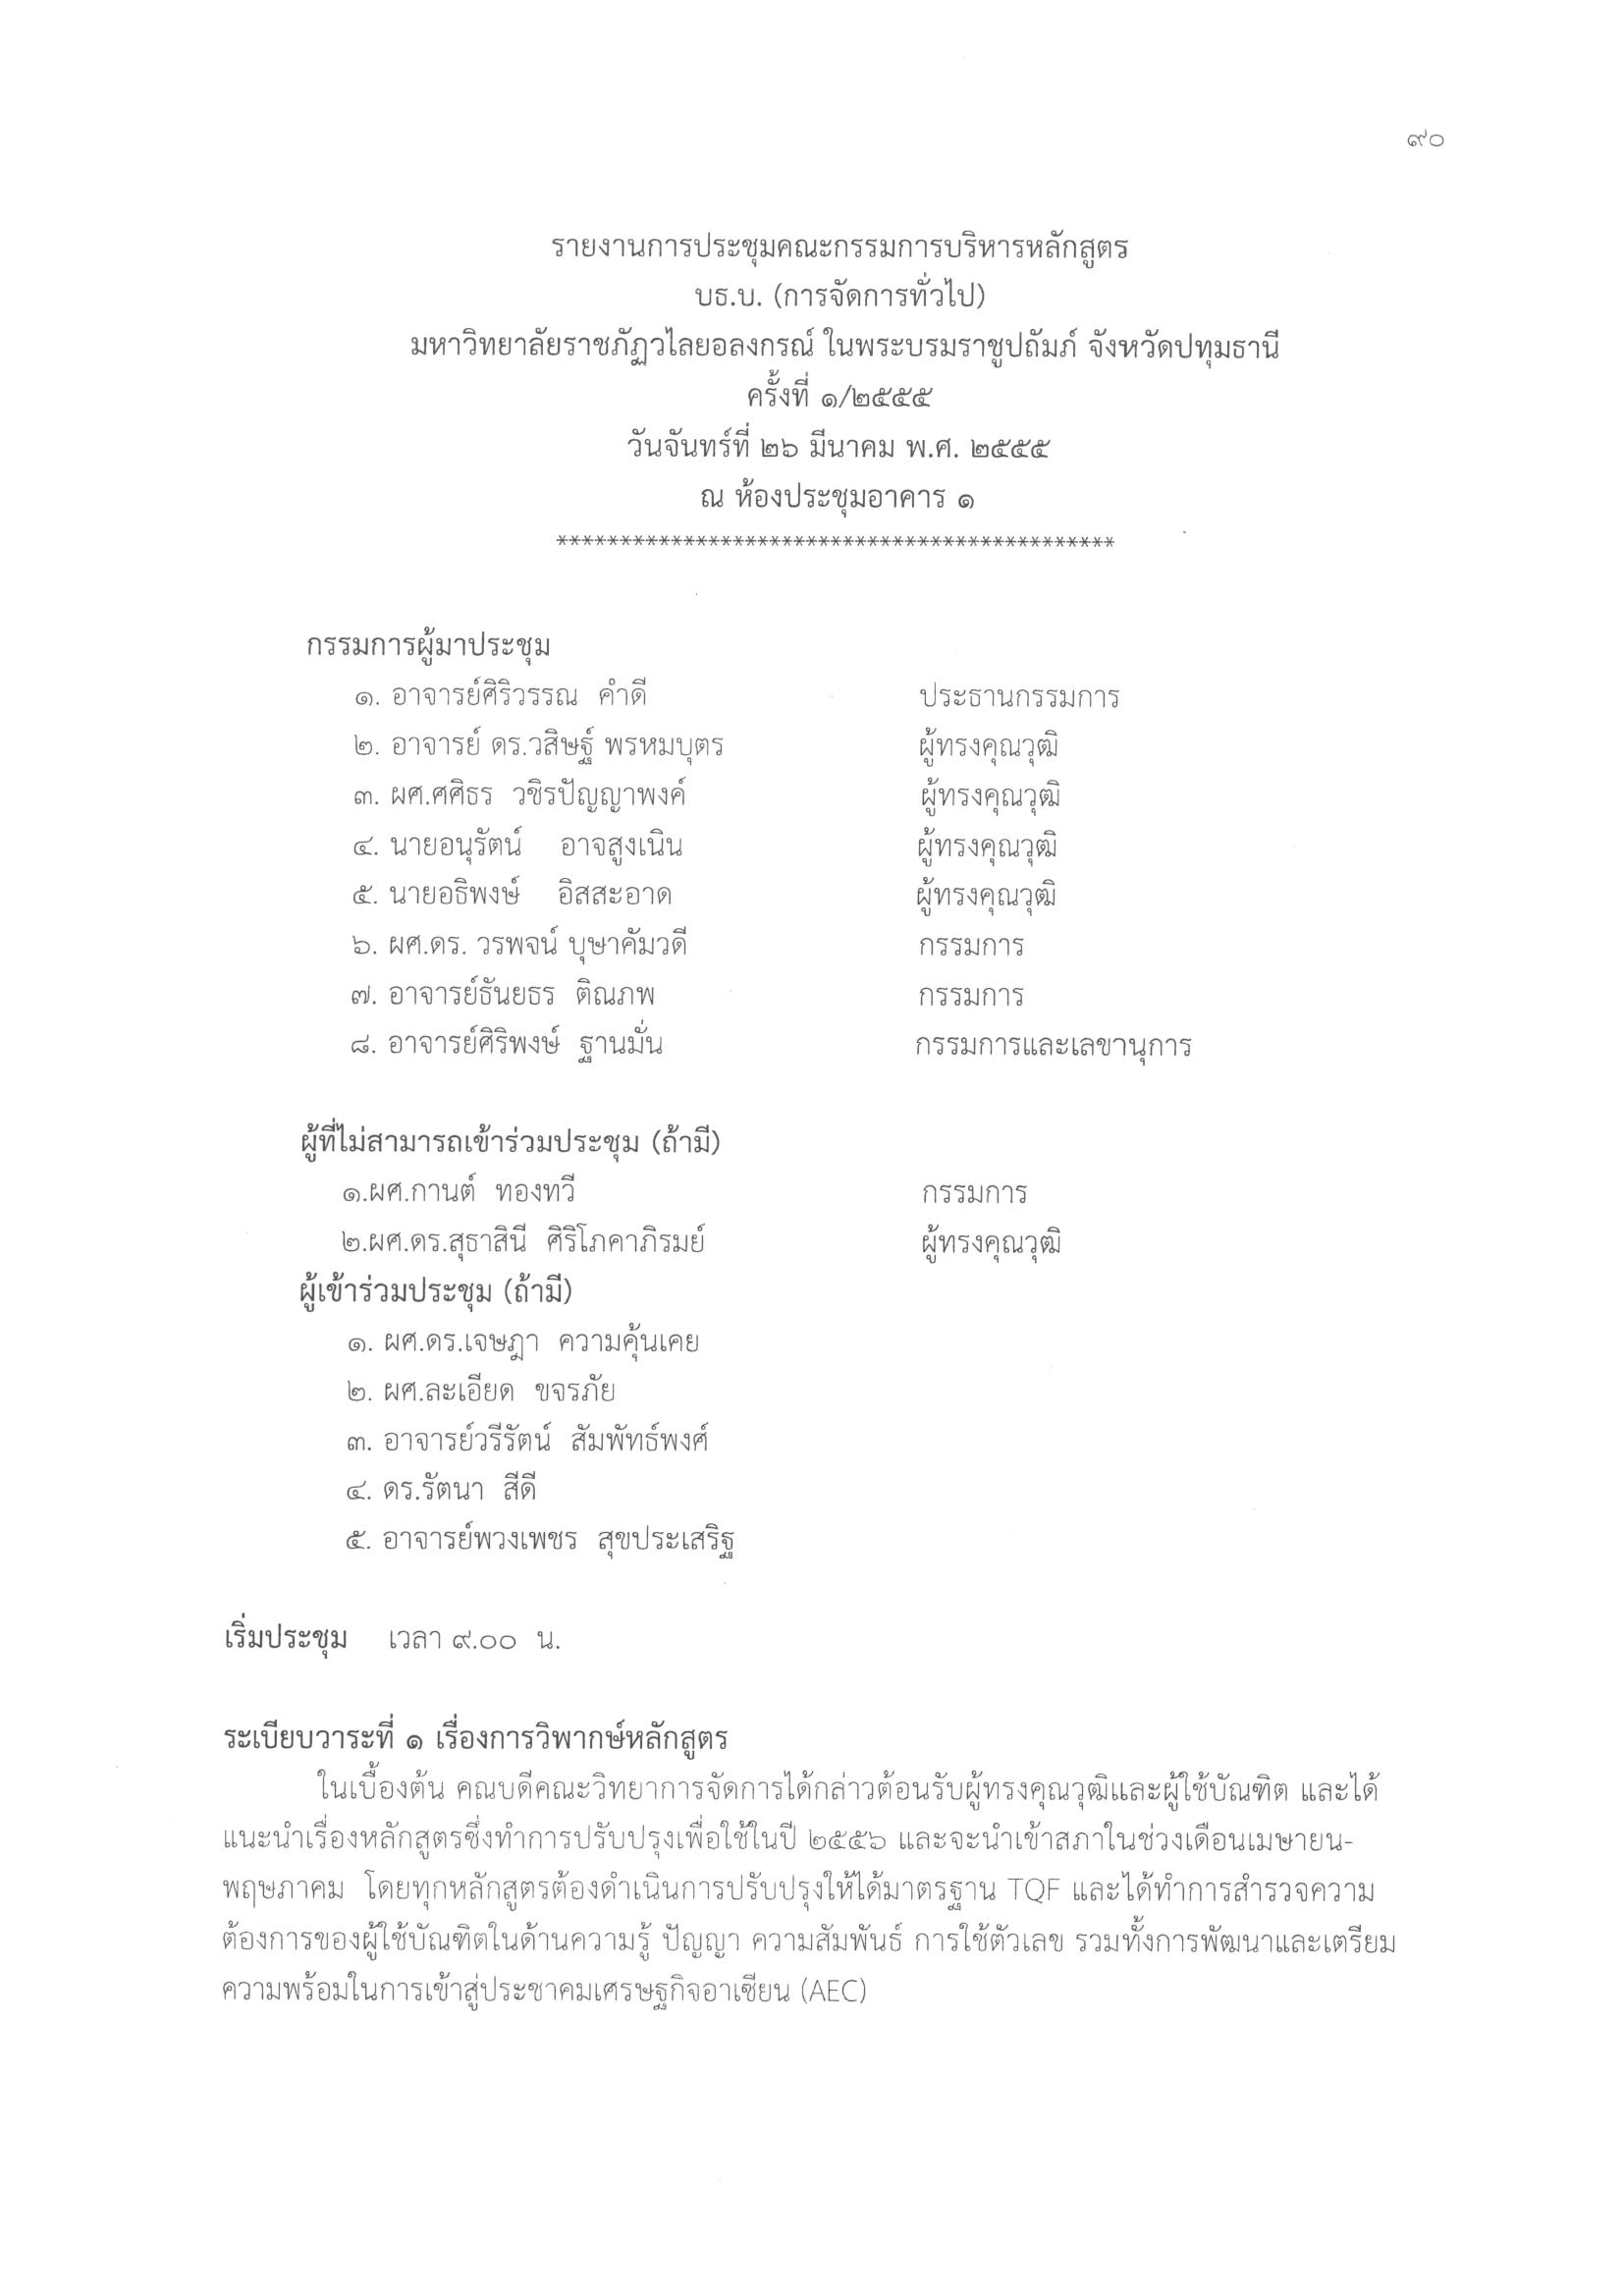 ๙๐
รายงานการประชุมคณะกรรมการบริหารหลักสูตร
บธ.บ. (การจัดการทั่วไป)
มหาวิทยาลัยราชภัฏวไลยอลงกรณ์ ในพระบรมราชูปถัมภ์ จังหวัดปทุมธานี
ครั้งที่ ๑/๒๕๕๕
วันจันทร์ที่ ๒๖ มีนาคม พ.ศ. ๒๕๕๕
ณ ห้องประชุมอาคาร ๑
**********************************************
กรรมการผู้มาประชุม
๑. อาจารย์ศิริวรรณ คำดี ประธานกรรมการ
๒. อาจารย์ ดร.วสิษฐ์ พรหมบุตร ผู้ทรงคุณวุฒิ
๓. ผศ.ศศิธร วชิรปัญญาพงค์ ผู้ทรงคุณวุฒิ
๔. นายอนุรัตน์ อาจสูงเนิน ผู้ทรงคุณวุฒิ
๕. นายอธิพงษ์ อิสสะอาด ผู้ทรงคุณวุฒิ
๖. ผศ.ดร. วรพจน์ บุษาคัมวดี กรรมการ
๗. อาจารย์ธันยธร ติณภพ กรรมการ
๘. อาจารย์ศิริพงษ์ ฐานมั่น กรรมการและเลขานุการ
ผู้ที่ไม่สามารถเข้าร่วมประชุม (ถ้ามี)
๑.ผศ.กานต์ ทองทวี กรรมการ
๒.ผศ.ดร.สุธาสินี ศิริโภคาภิรมย์ ผู้ทรงคุณวุฒิ
ผู้เข้าร่วมประชุม (ถ้ามี)
๑. ผศ.ดร.เจษฎา ความคุ้นเคย
๒. ผศ.ละเอียด ขจรภัย
๓. อาจารย์วรีรัตน์ สัมพัทธ์พงศ์
๔. ดร.รัตนา สีดี
๕. อาจารย์พวงเพชร สุขประเสริฐ
เริ่มประชุม เวลา ๙.๐๐ น.
ระเบียบวาระที่ ๑ เรื่องการวิพากษ์หลักสูตร
ในเบื้องต้น คณบดีคณะวิทยาการจัดการได้กล่าวต้อนรับผู้ทรงคุณวุฒิและผู้ใช้บัณฑิต และได้
แนะนำเรื่องหลักสูตรซึ่งทำการปรับปรุงเพื่อใช้ในปี ๒๕๕๖ และจะนำเข้าสภาในช่วงเดือนเมษายน-
พฤษภาคม โดยทุกหลักสูตรต้องดำเนินการปรับปรุงให้ได้มาตรฐาน TQF และได้ทำการสำรวจความ
ต้องการของผู้ใช้บัณฑิตในด้านความรู้ ปัญญา ความสัมพันธ์ การใช้ตัวเลข รวมทั้งการพัฒนาและเตรียม
ความพร้อมในการเข้าสู่ประชาคมเศรษฐกิจอาเซียน (AEC)